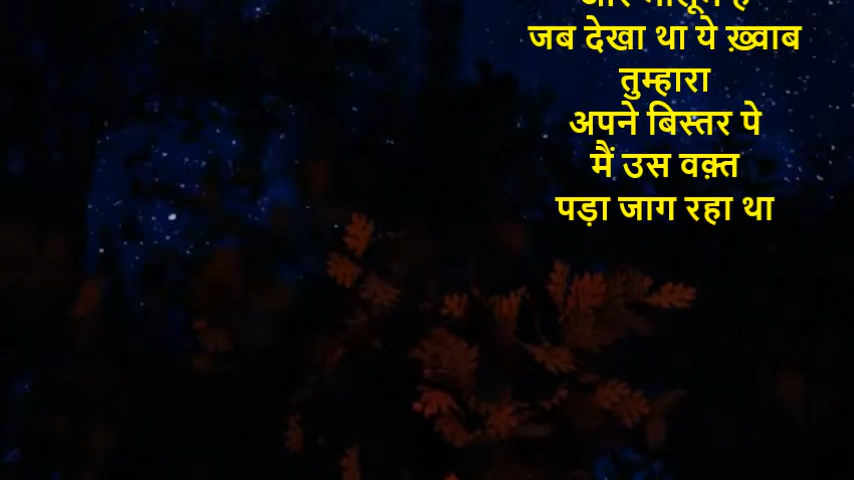 जब देखा था ये ख़्वाब
तुम्हारा
अपने बिस्तर पे
मैं उस वक़्त
पड़ा जाग रहा था